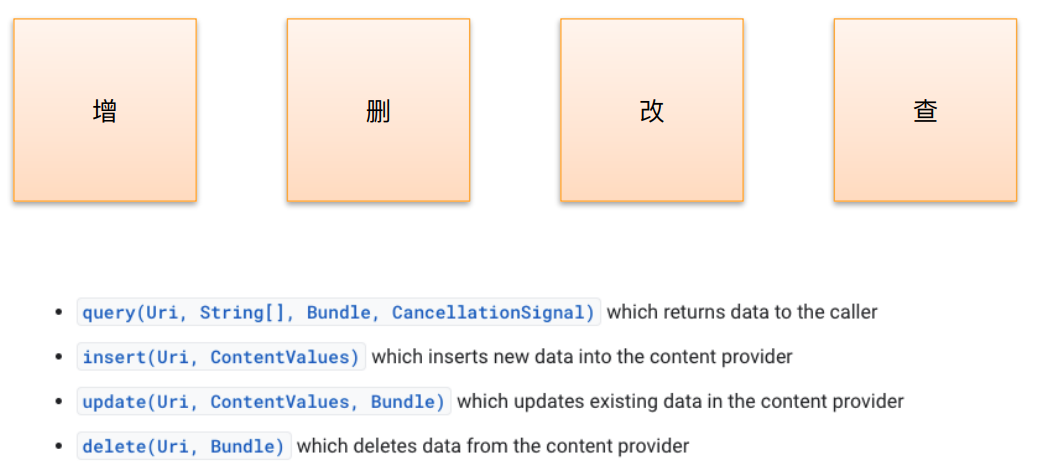 增 删 改 查
• query(Uri, String[], Bundle, CancellationSignal) which returns data to the caller
• insert(Uri, ContentValues) which inserts new data into the content provider
• update(Uri, ContentValues, Bundle) which updates existing data in the content provider
• delete(Uri, Bundle) which deletes data from the content provider